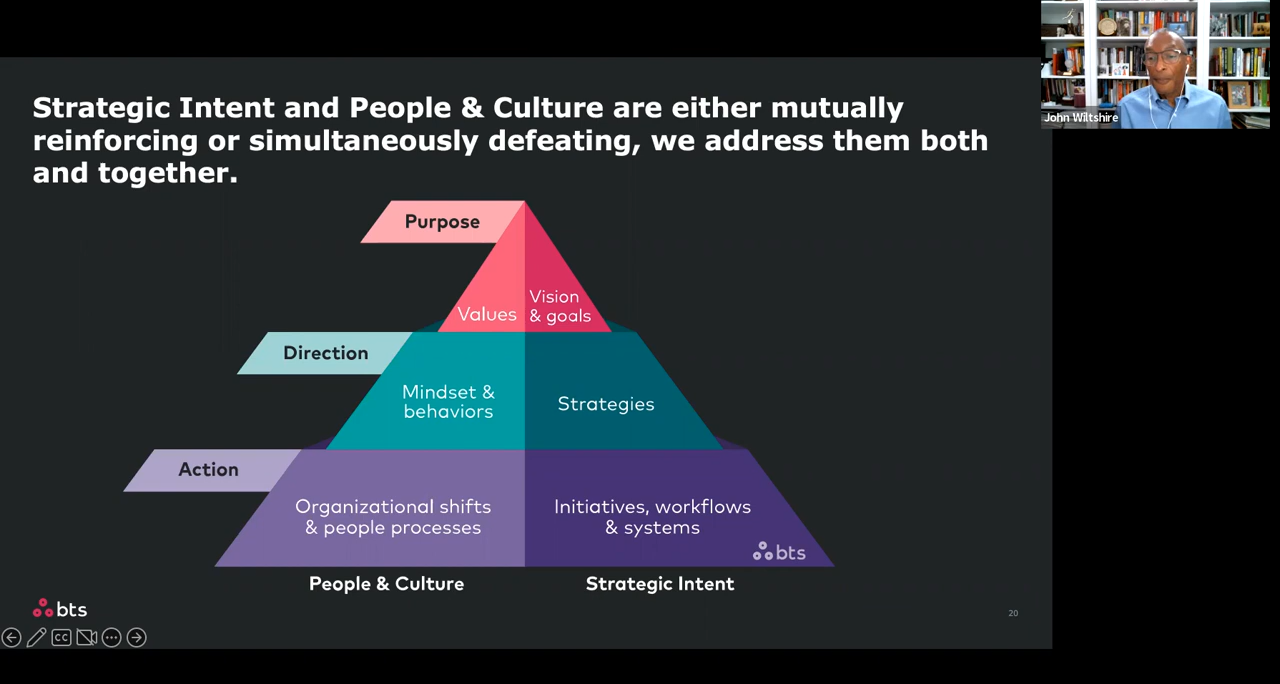 John Wiltshire
Strategic Intent and People & Culture are either mutually
reinforcing or simultaneously defeating, we address them both
and together.
Purpose
Values
Vision
& goals
Direction
Mindset &
behaviors
Strategies
Action
Organizational shifts
& people processes
Initiatives, workflows
& systems
bts
People & Culture
Strategic Intent
bts
20
CC